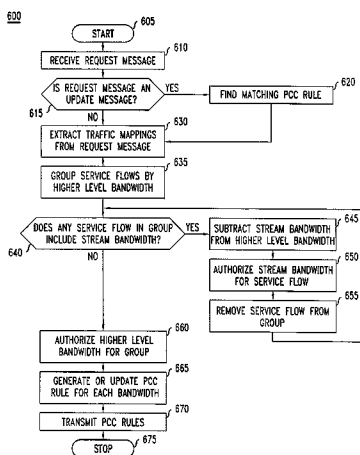 600
START
605
RECEIVE REQUEST MESSAGE
610
IS REQUEST MESSAGE AN
UPDATE MESSAGE?
615
YES
NO
FIND MATCHING PCC RULE
620
EXTRACT TRAFFIC MAPPINGS
FROM REQUEST MESSAGE
630
GROUP SERVICE FLOWS BY
HIGHER LEVEL BANDWIDTH
635
DOES ANY SERVICE FLOW IN GROUP
INCLUDE STREAM BANDWIDTH?
640
YES
NO
SUBTRACT STREAM BANDWIDTH
FROM HIGHER LEVEL BANDWIDTH
645
AUTHORIZE STREAM BANDWIDTH
FOR SERVICE FLOW
650
REMOVE SERVICE FLOW FROM
GROUP
655
AUTHORIZE HIGHER LEVEL
BANDWIDTH FOR GROUP
660
GENERATE OR UPDATE PCC
RULE FOR EACH BANDWIDTH
665
TRANSMIT PCC RULES
670
STOP
675